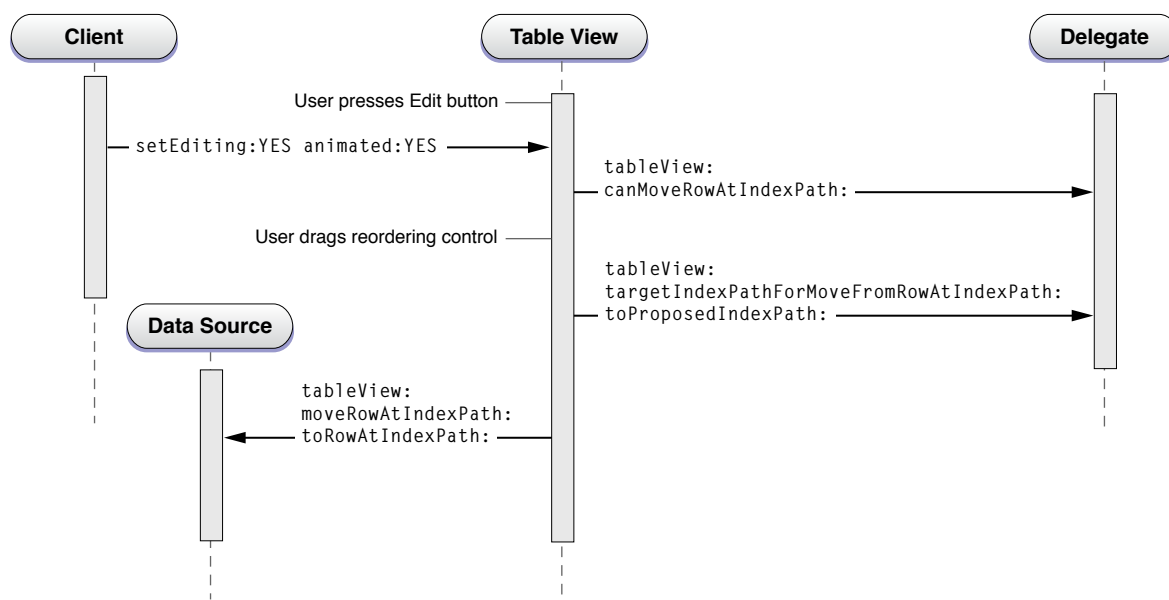 Client
Table View
Delegate
User presses Edit button
setEditing:YES animated:YES
tableView:
canMoveRowAtIndexPath:
User drags reordering control
tableView:
targetIndexPathForMoveFromRowAtIndexPath:
toProposedIndexPath:
Data Source
tableView:
moveRowAtIndexPath:
toRowAtIndexPath: